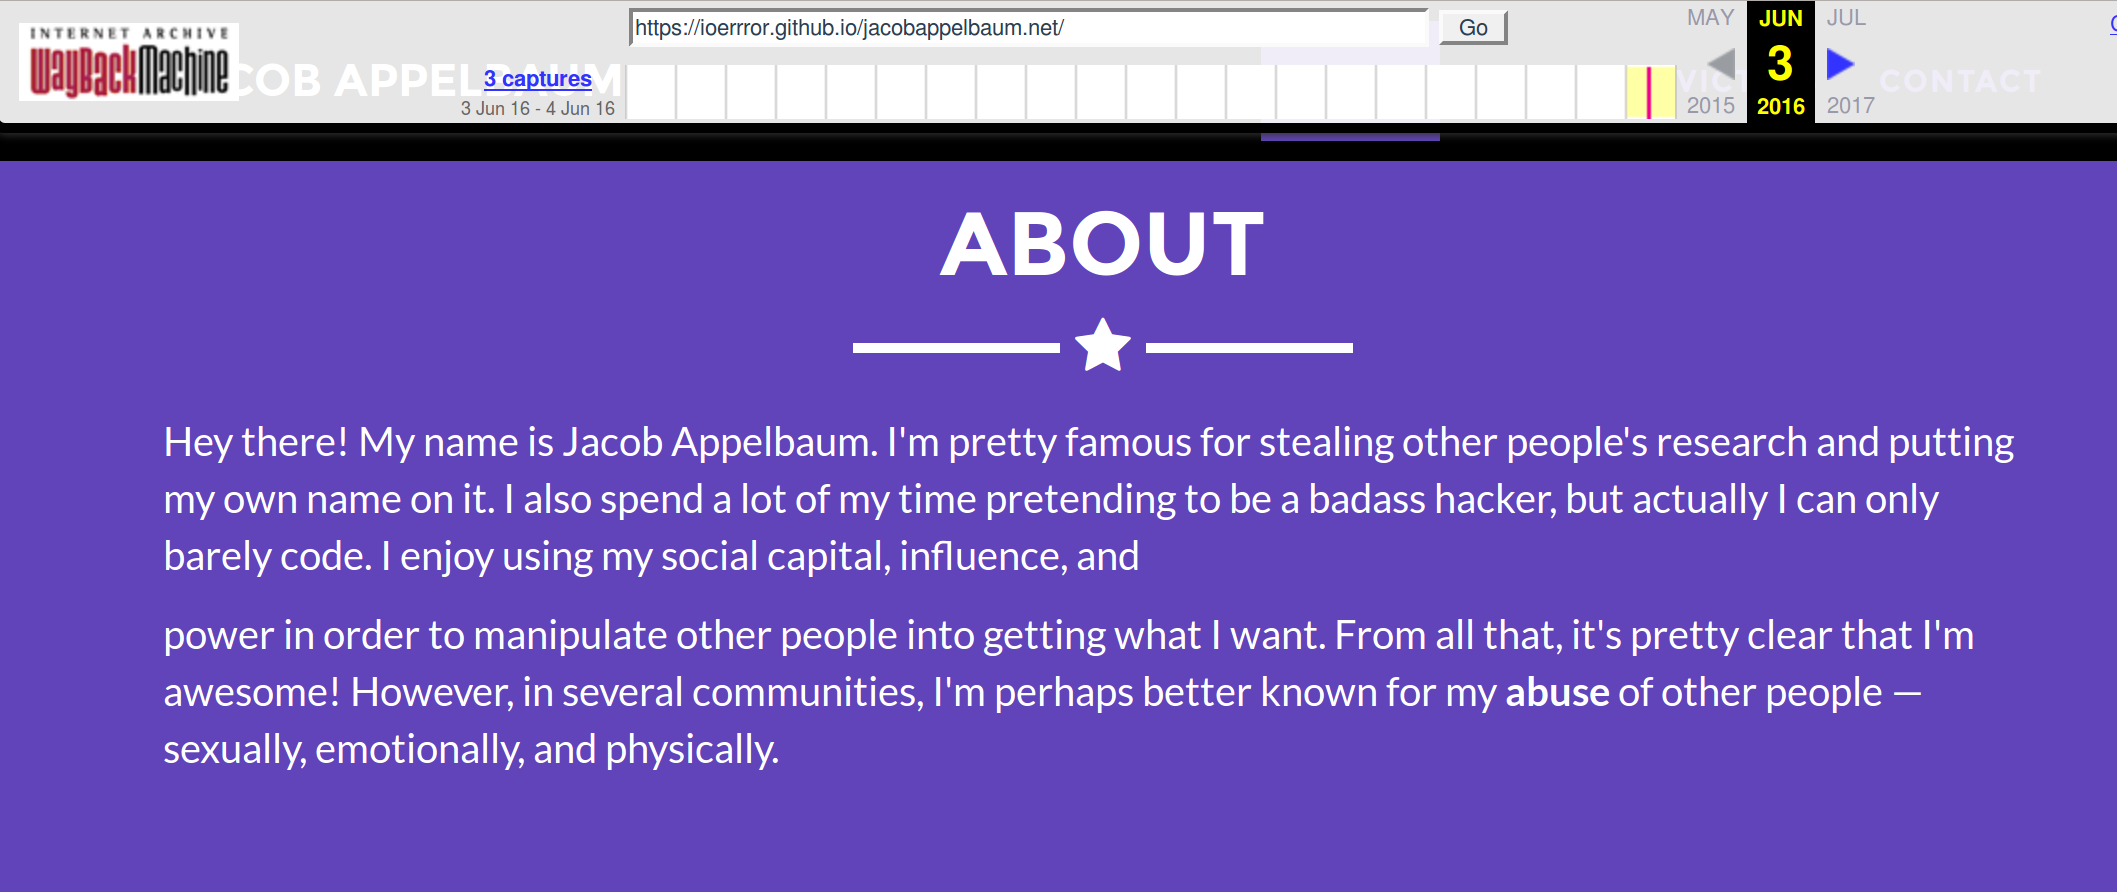 INTERNET ARCHIVE
WayBackMachine
https://ioerrror.github.io/jacobappelbaum.net/
Go
COB APPELBAUM
3 captures
3 Jun 16 - 4 Jun 16
MAY
JUN
JUL
3
2015
2016
2017
VICT
CONTACT
ABOUT
Hey there! My name is Jacob Appelbaum. I'm pretty famous for stealing other people's research and putting
my own name on it. I also spend a lot of my time pretending to be a badass hacker, but actually I can only
barely code. I enjoy using my social capital, influence, and
power in order to manipulate other people into getting what I want. From all that, it's pretty clear that I'm
awesome! However, in several communities, I'm perhaps better known for my abuse of other people —
sexually, emotionally, and physically.